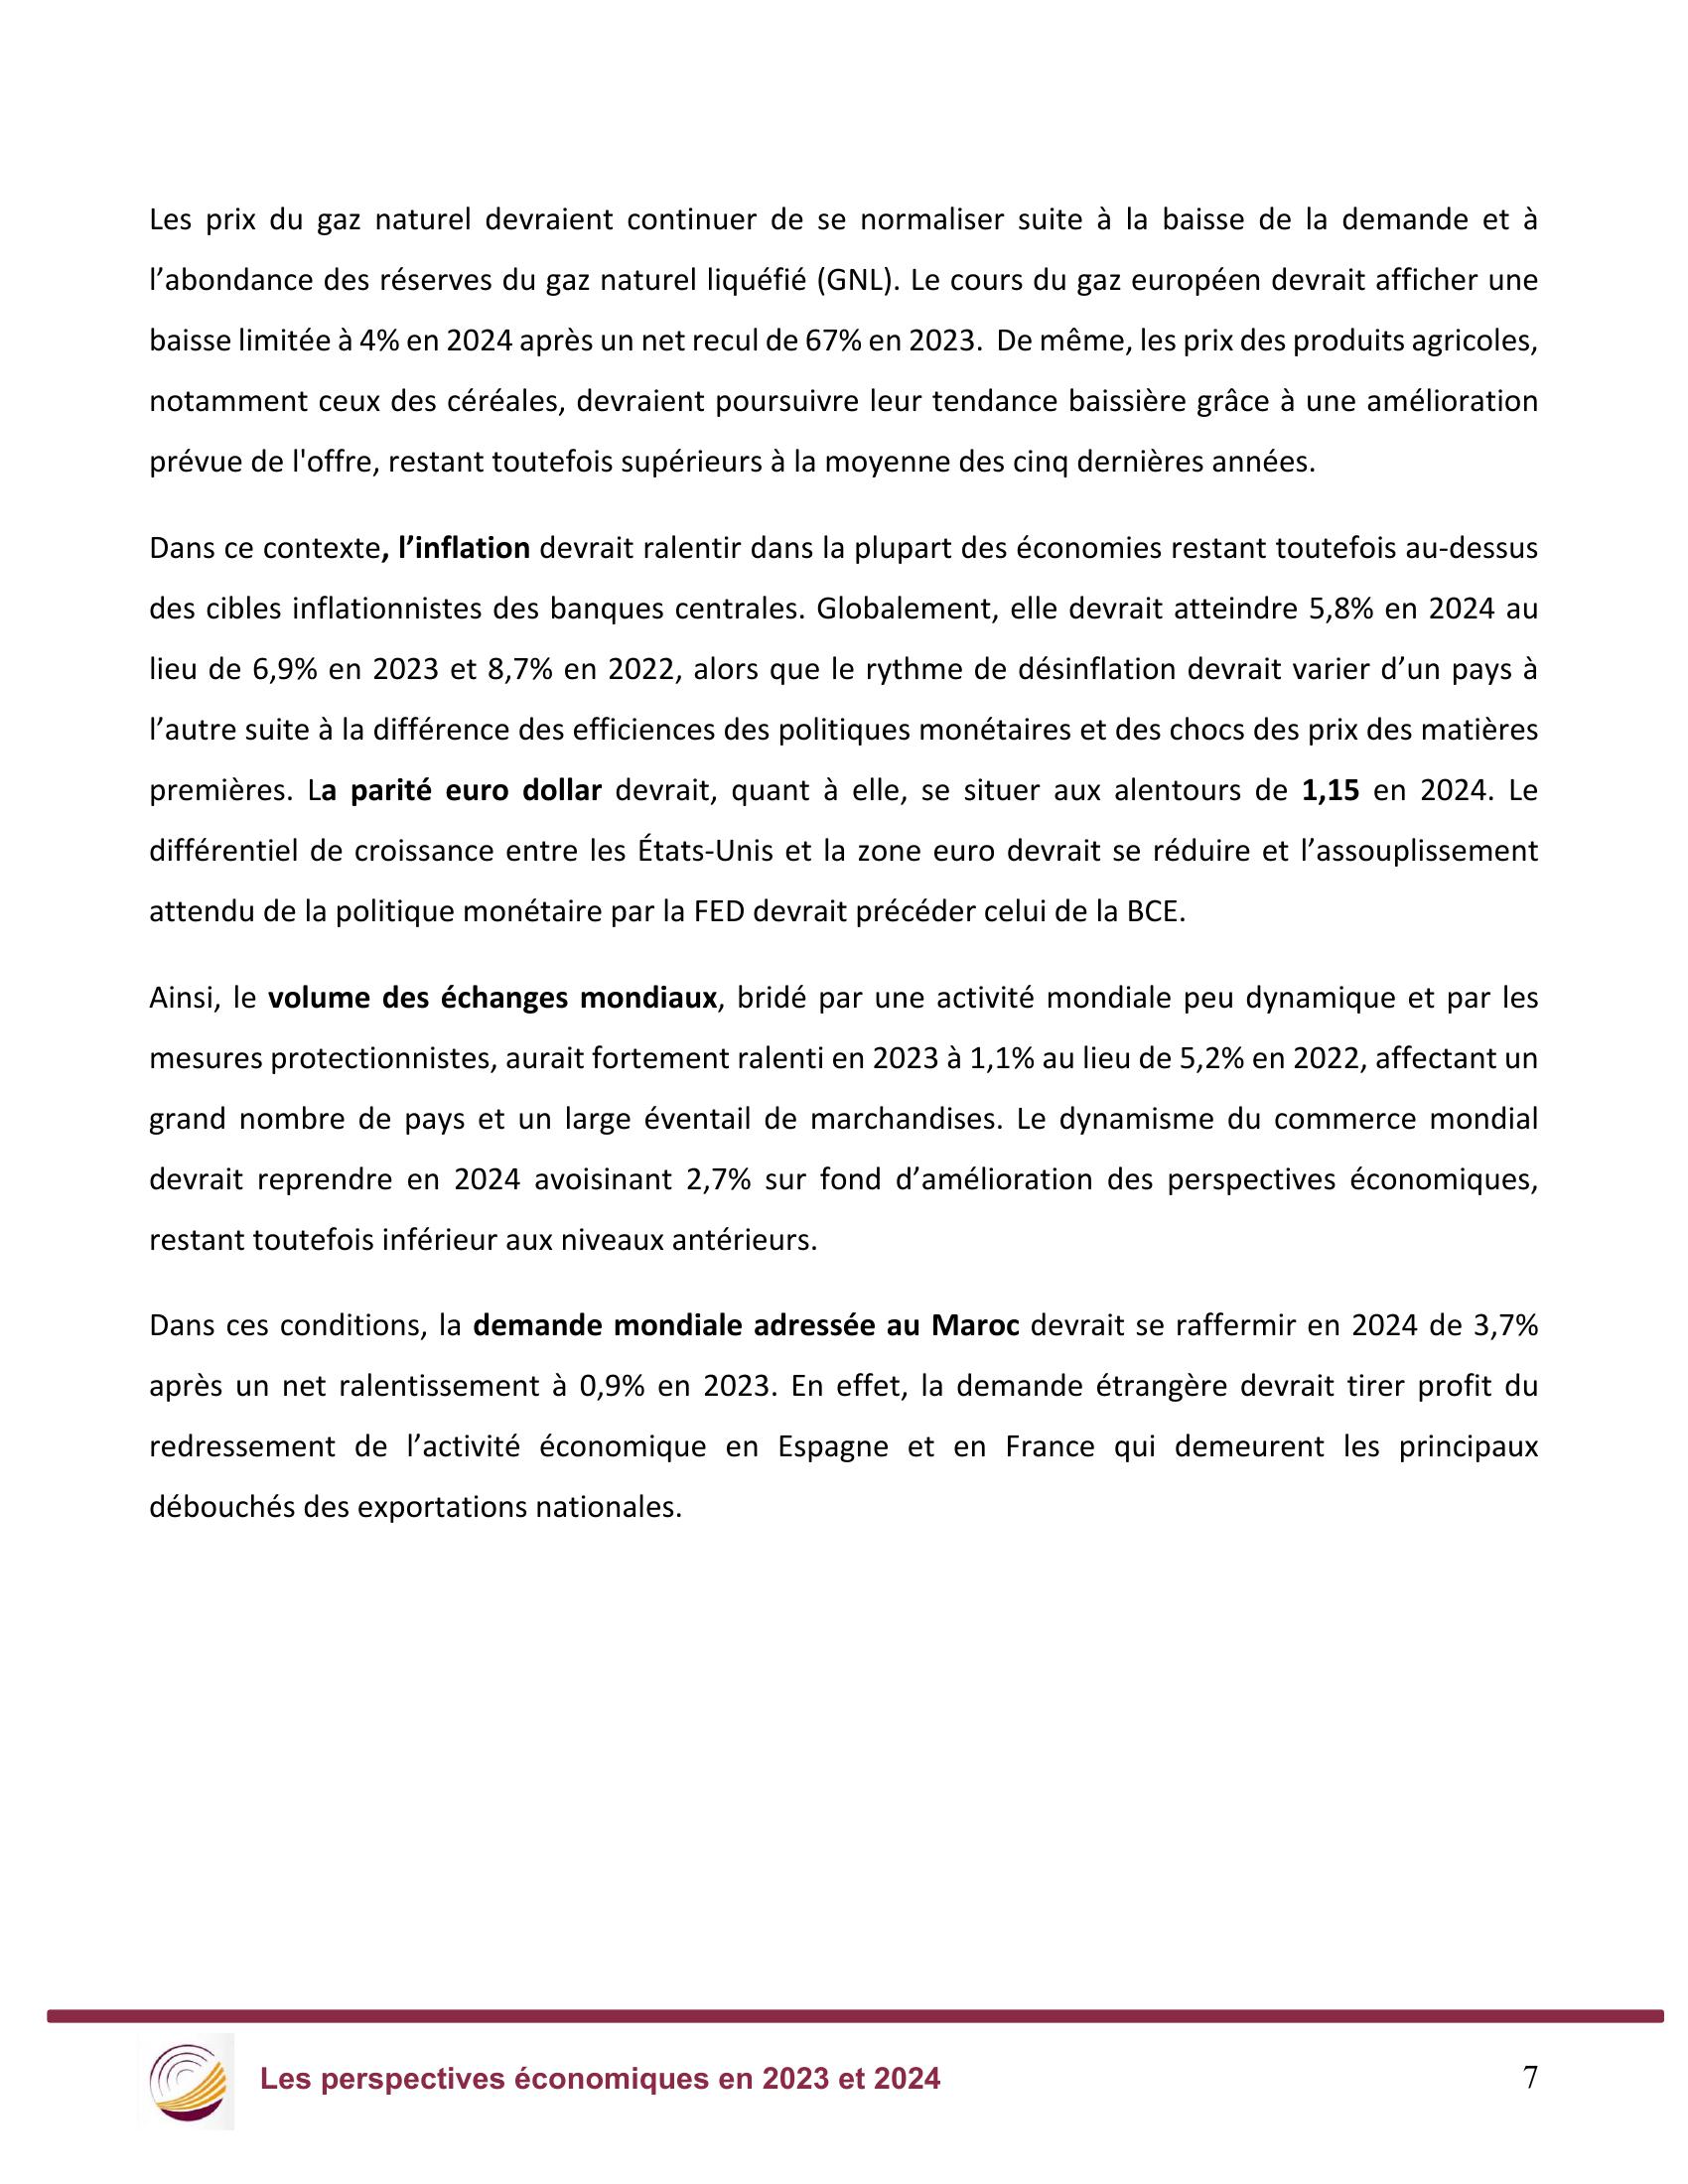 Les prix du gaz naturel devraient continuer de se normaliser suite à la baisse de la demande et à
l’abondance des réserves du gaz naturel liquéfié (GNL). Le cours du gaz européen devrait afficher une
baisse limitée à 4% en 2024 après un net recul de 67% en 2023.  De même, les prix des produits agricoles,
notamment ceux des céréales, devraient poursuivre leur tendance baissière grâce à une amélioration
prévue de l'offre, restant toutefois supérieurs à la moyenne des cinq dernières années.
Dans ce contexte, l’inflation devrait ralentir dans la plupart des économies restant toutefois au-dessus
des cibles inflationnistes des banques centrales. Globalement, elle devrait atteindre 5,8% en 2024 au
lieu de 6,9% en 2023 et 8,7% en 2022, alors que le rythme de désinflation devrait varier d’un pays à
l’autre suite à la différence des efficiences des politiques monétaires et des chocs des prix des matières
premières. La parité euro dollar devrait, quant à elle, se situer aux alentours de 1,15 en 2024. Le
différentiel de croissance entre les États-Unis et la zone euro devrait se réduire et l’assouplissement
attendu de la politique monétaire par la FED devrait précéder celui de la BCE.
Ainsi, le volume des échanges mondiaux, bridé par une activité mondiale peu dynamique et par les
mesures protectionnistes, aurait fortement ralenti en 2023 à 1,1% au lieu de 5,2% en 2022, affectant un
grand nombre de pays et un large éventail de marchandises. Le dynamisme du commerce mondial
devrait reprendre en 2024 avoisinant 2,7% sur fond d’amélioration des perspectives économiques,
restant toutefois inférieur aux niveaux antérieurs.
Dans ces conditions, la demande mondiale adressée au Maroc devrait se raffermir en 2024 de 3,7%
après un net ralentissement à 0,9% en 2023. En effet, la demande étrangère devrait tirer profit du
redressement de l’activité économique en Espagne et en France qui demeurent les principaux
débouchés des exportations nationales.
Les perspectives économiques en 2023 et 2024
7